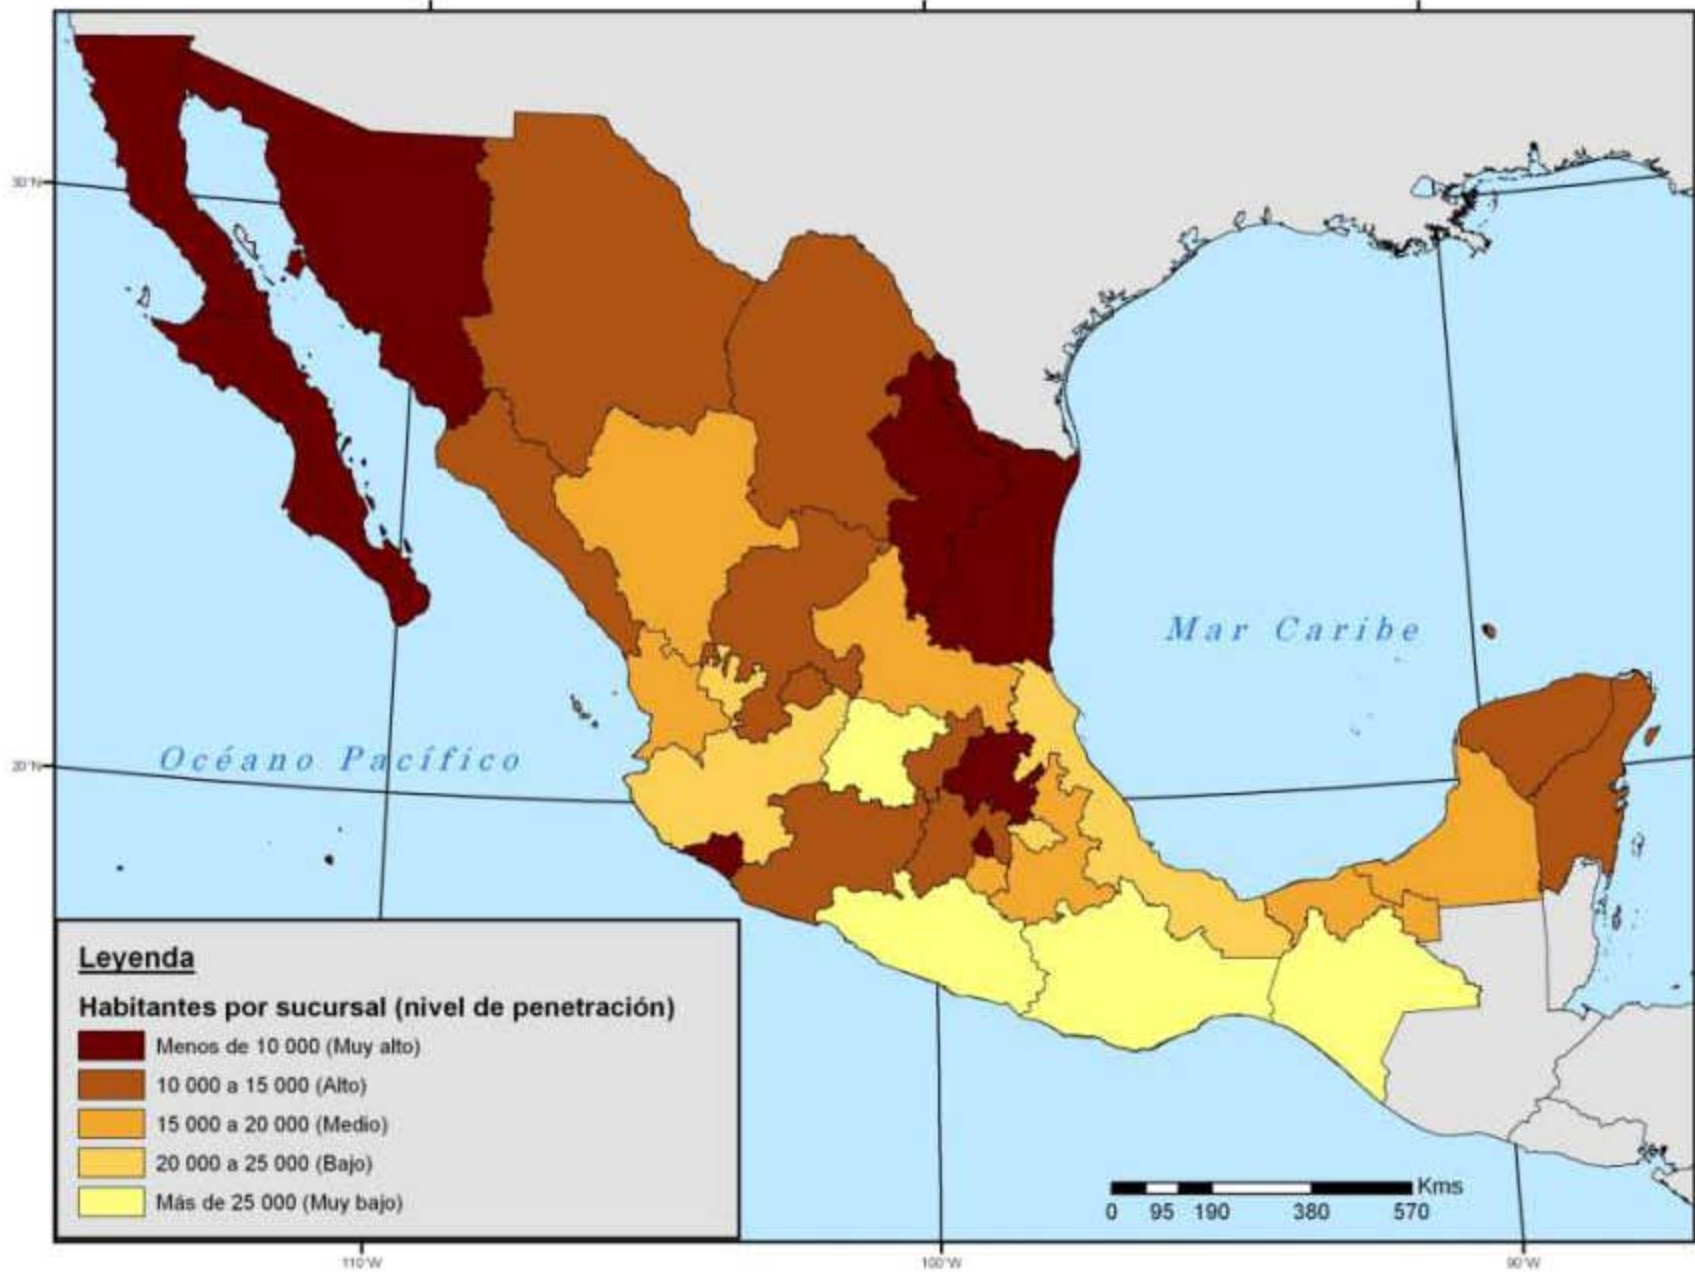 30°N
Mar Caribe
20°N
Océano Pacífico
Leyenda
Habitantes por sucursal (nivel de penetración)
Menos de 10 000 (Muy alto)
10 000 a 15 000 (Alto)
15 000 a 20 000 (Medio)
20 000 a 25 000 (Bajo)
Más de 25 000 (Muy bajo)
Kms
0 95 190 380 570
110°W 100°W 90°W